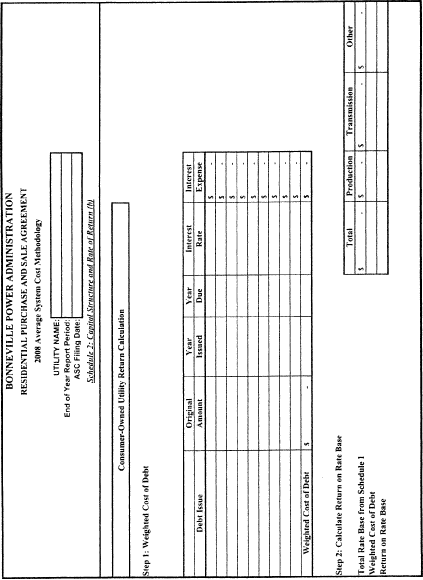 BONNEVILLE POWER ADMINISTRATION
RESIDENTIAL PURCHASE AND SALE AGREEMENT
2008 Average System Cost Methodology
UTILITY NAME:
End of Year Report Period:
ASC Filing Date:
Schedule 2: Capital Structure and Rate of Return (b)
Consumer-Owned Utility Return Calculation
Step 1: Weighted Cost of Debt
Debt Issue Original Amount Year Issued Year Due Interest Rate Interest Expense
$ -
$ -
$ -
$ -
$ -
$ -
$ -
$ -
Weighted Cost of Debt $ - $ -
Step 2: Calculate Return on Rate Base
Total Production Transmission Other
Total Rate Base from Schedule 1 $ - $ - $ - $ -
Weighted Cost of Debt
Return on Rate Base